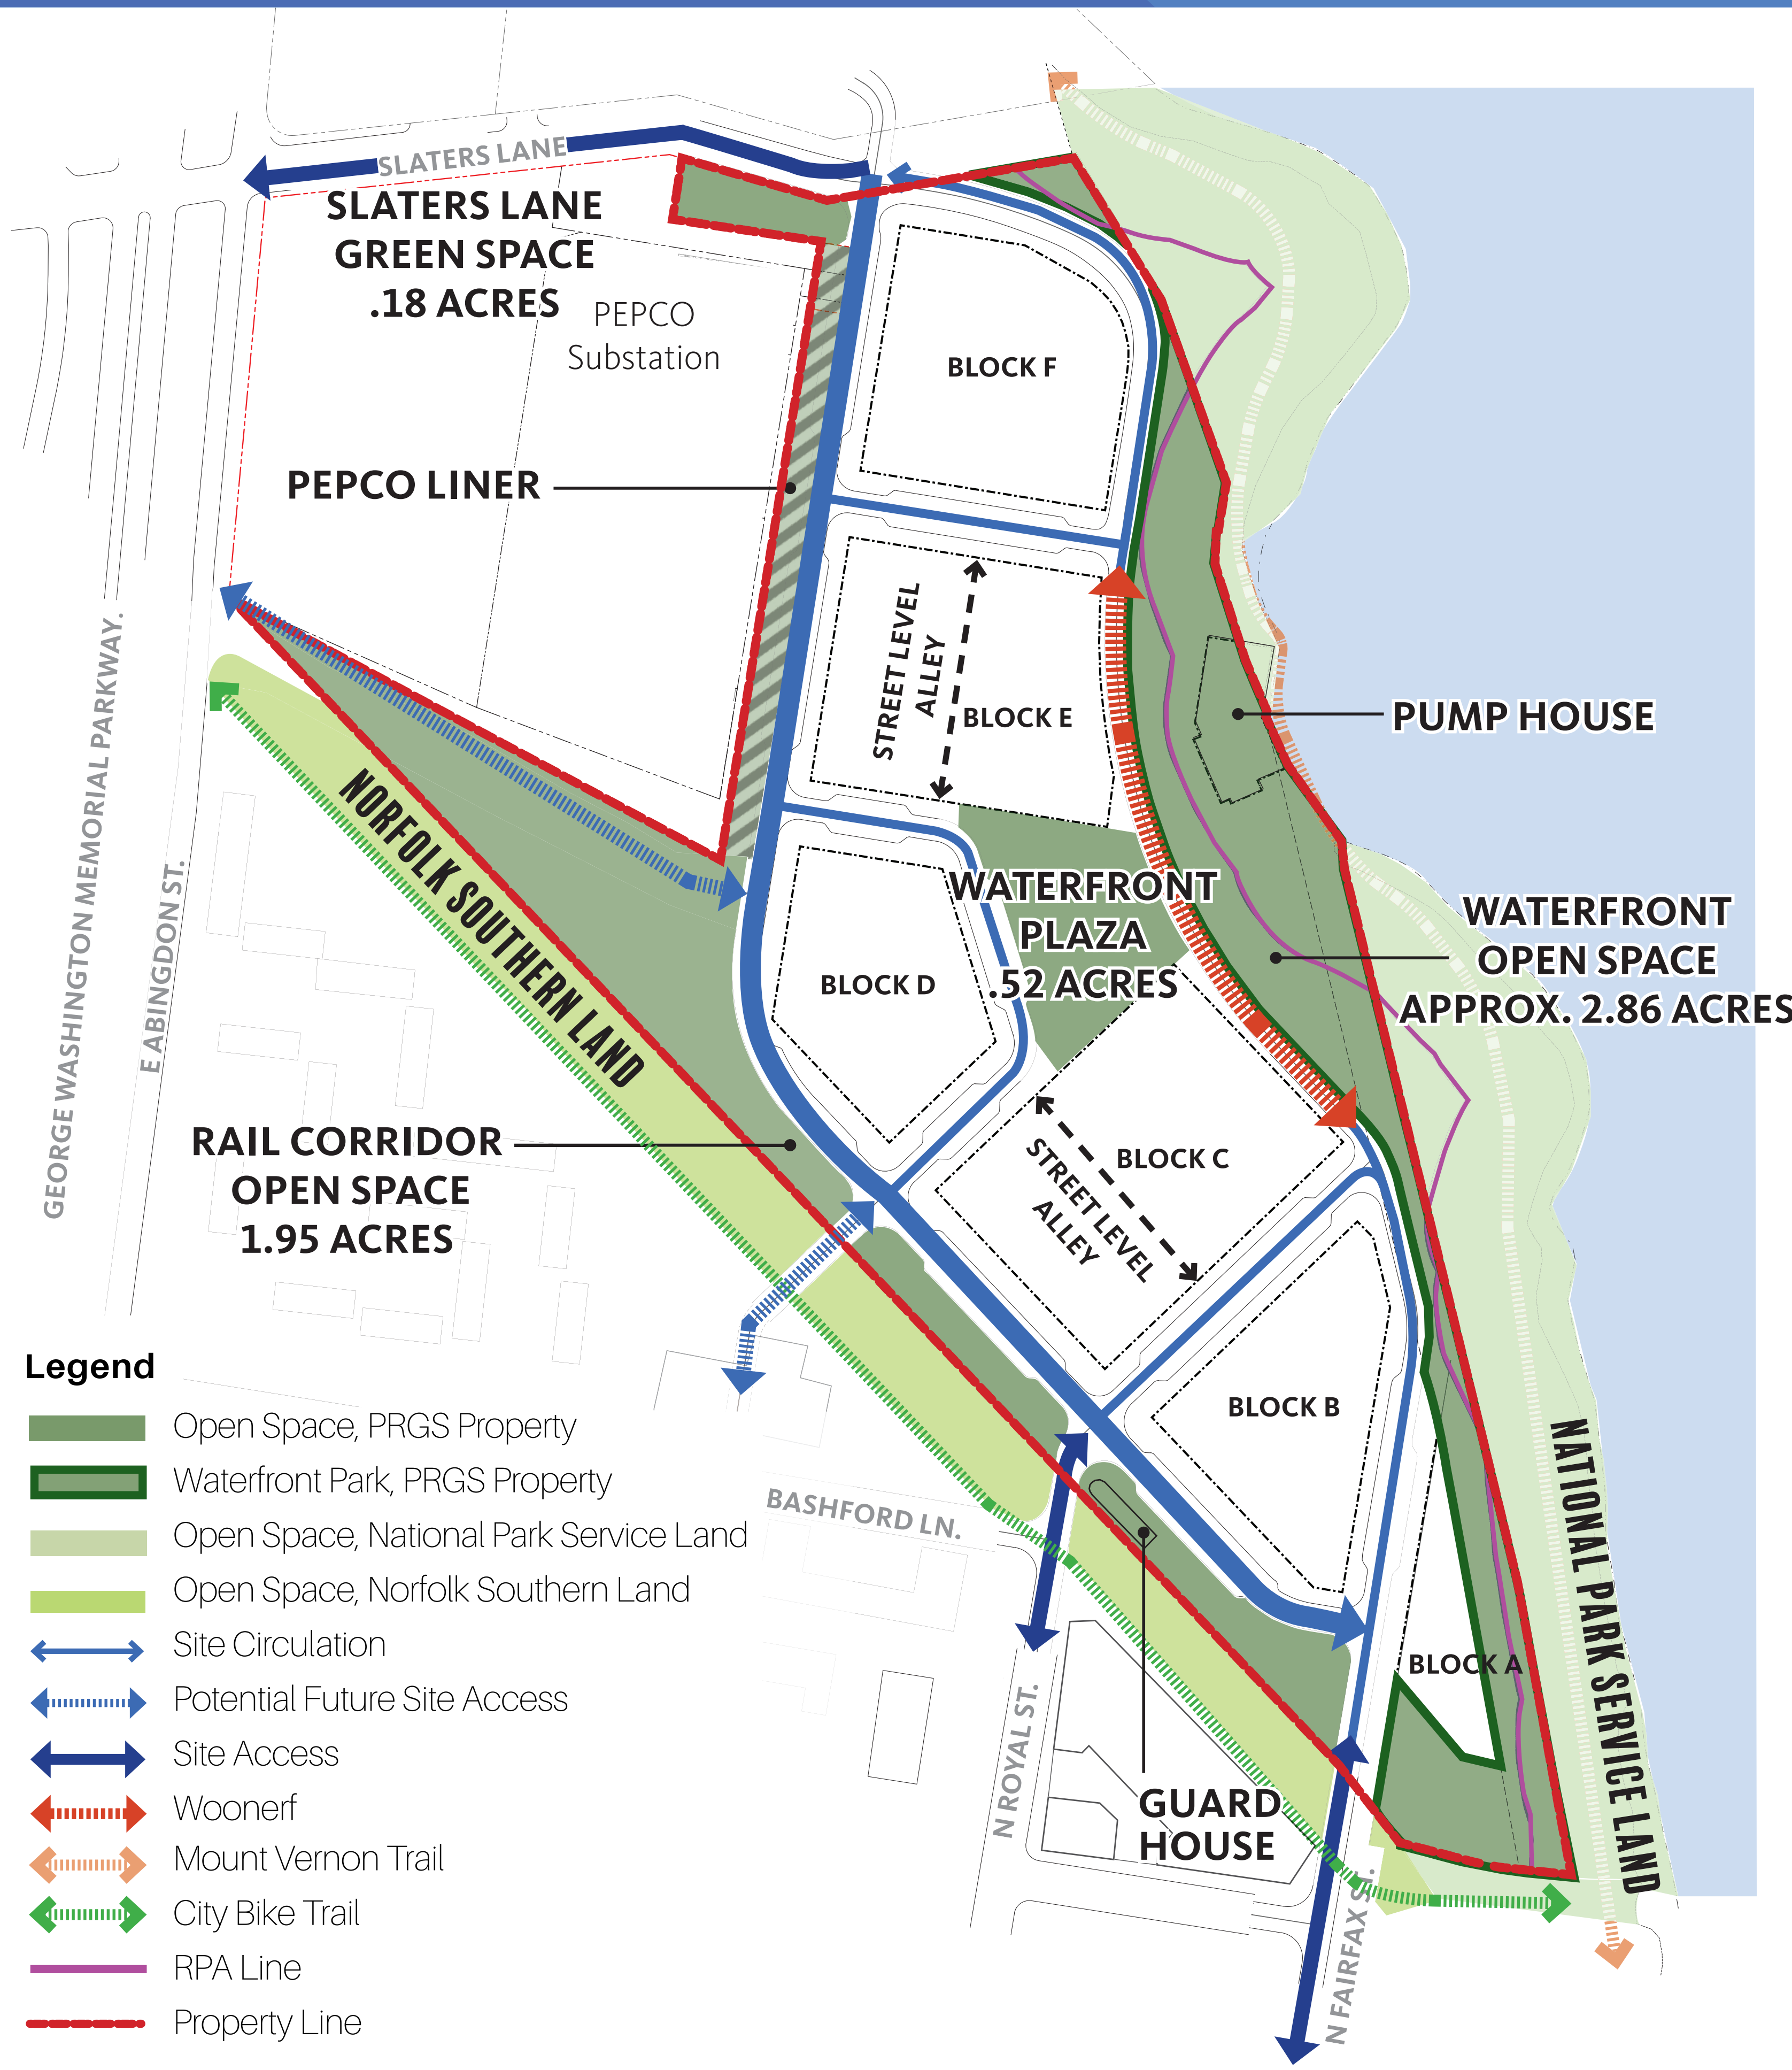 SLATERS LANE
SLATERS LANE
GREEN SPACE
.18 ACRES
PEPCO
Substation
BLOCK F
PEPCO LINER
STREET LEVEL
ALLEY
BLOCK E
PUMP HOUSE
GEORGE WASHINGTON MEMORIAL PARKWAY.
E ABINGDON ST.
NORFOLK SOUTHERN LAND
WATERFRONT
PLAZA
.52 ACRES
WATERFRONT
OPEN SPACE
APPROX. 2.86 ACRES
BLOCK D
RAIL CORRIDOR
OPEN SPACE
1.95 ACRES
BLOCK C
STREET LEVEL
ALLEY
BLOCK B
BASHFORD LN.
BLOCK A
NATIONAL PARK SERVICE LAND
N ROYAL ST.
GUARD
HOUSE
N FAIRFAX ST.
Legend
Open Space, PRGS Property
Waterfront Park, PRGS Property
Open Space, National Park Service Land
Open Space, Norfolk Southern Land
Site Circulation
Potential Future Site Access
Site Access
Woonerf
Mount Vernon Trail
City Bike Trail
RPA Line
Property Line